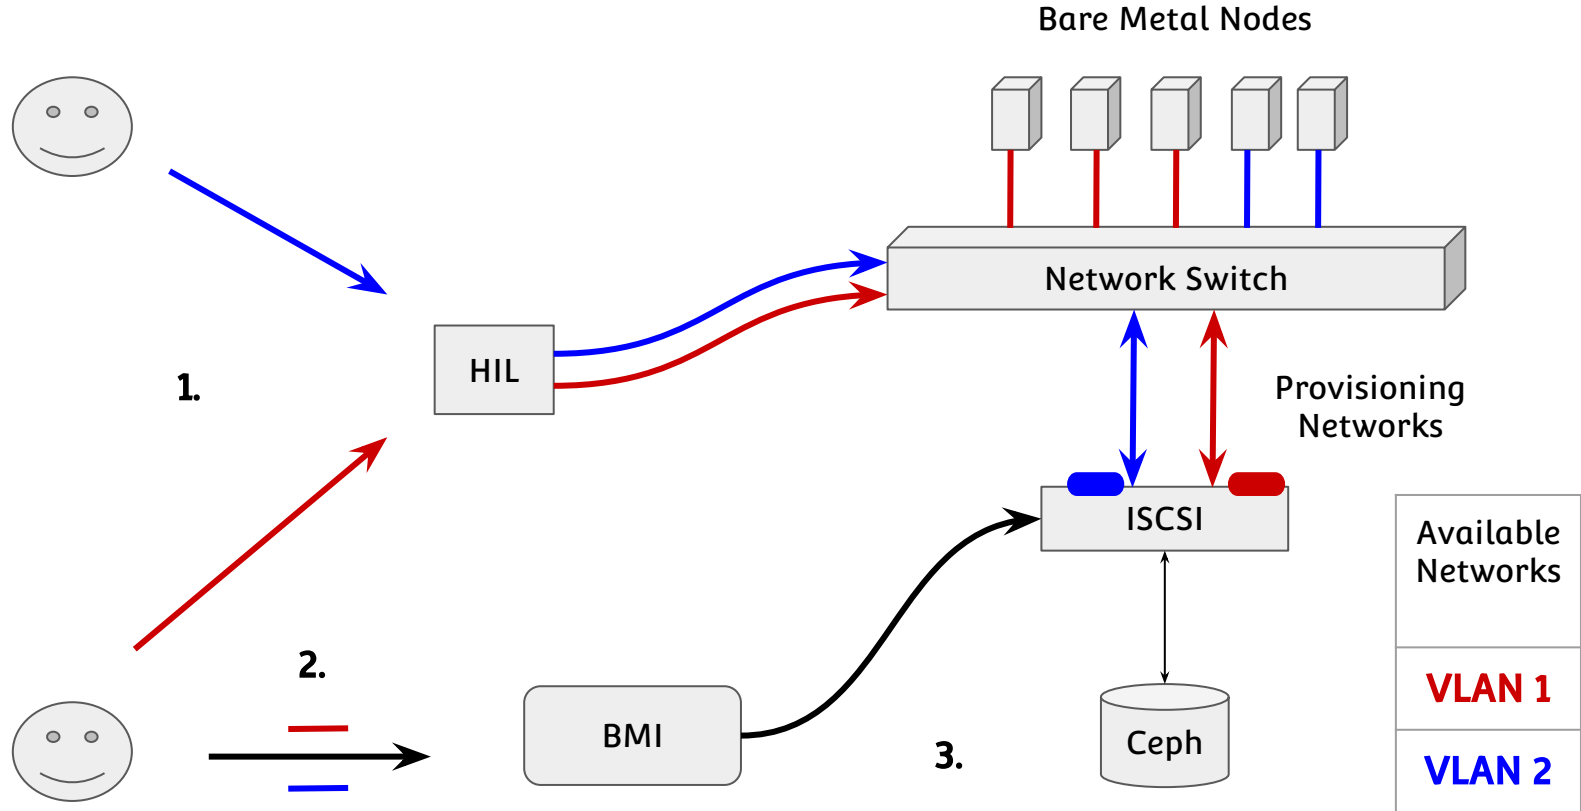 Bare Metal Nodes
Network Switch
HIL
1.
Provisioning
Networks
ISCSI
Available
Networks
2.
VLAN 1
BMI
3.
Ceph
VLAN 2